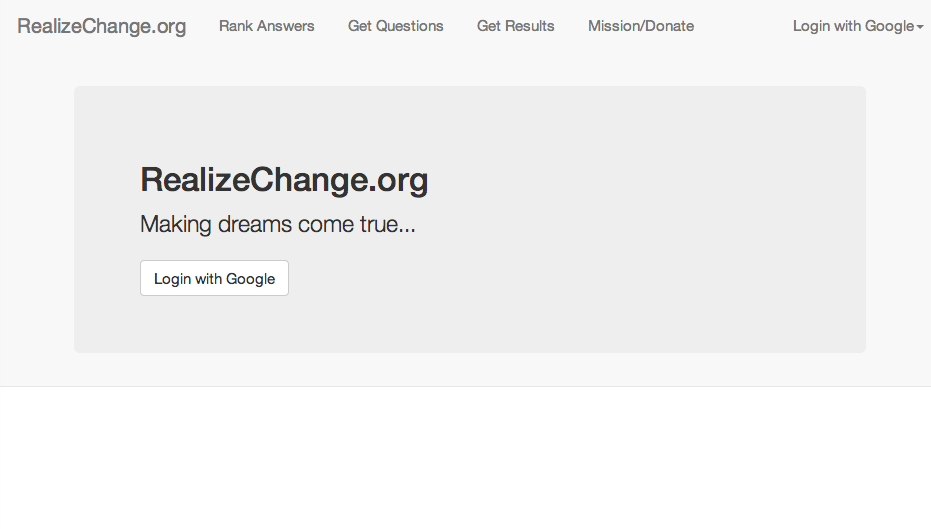 RealizeChange.org Rank Answers Get Questions Get Results Mission/Donate Login with Google
RealizeChange.org
Making dreams come true...
Login with Google